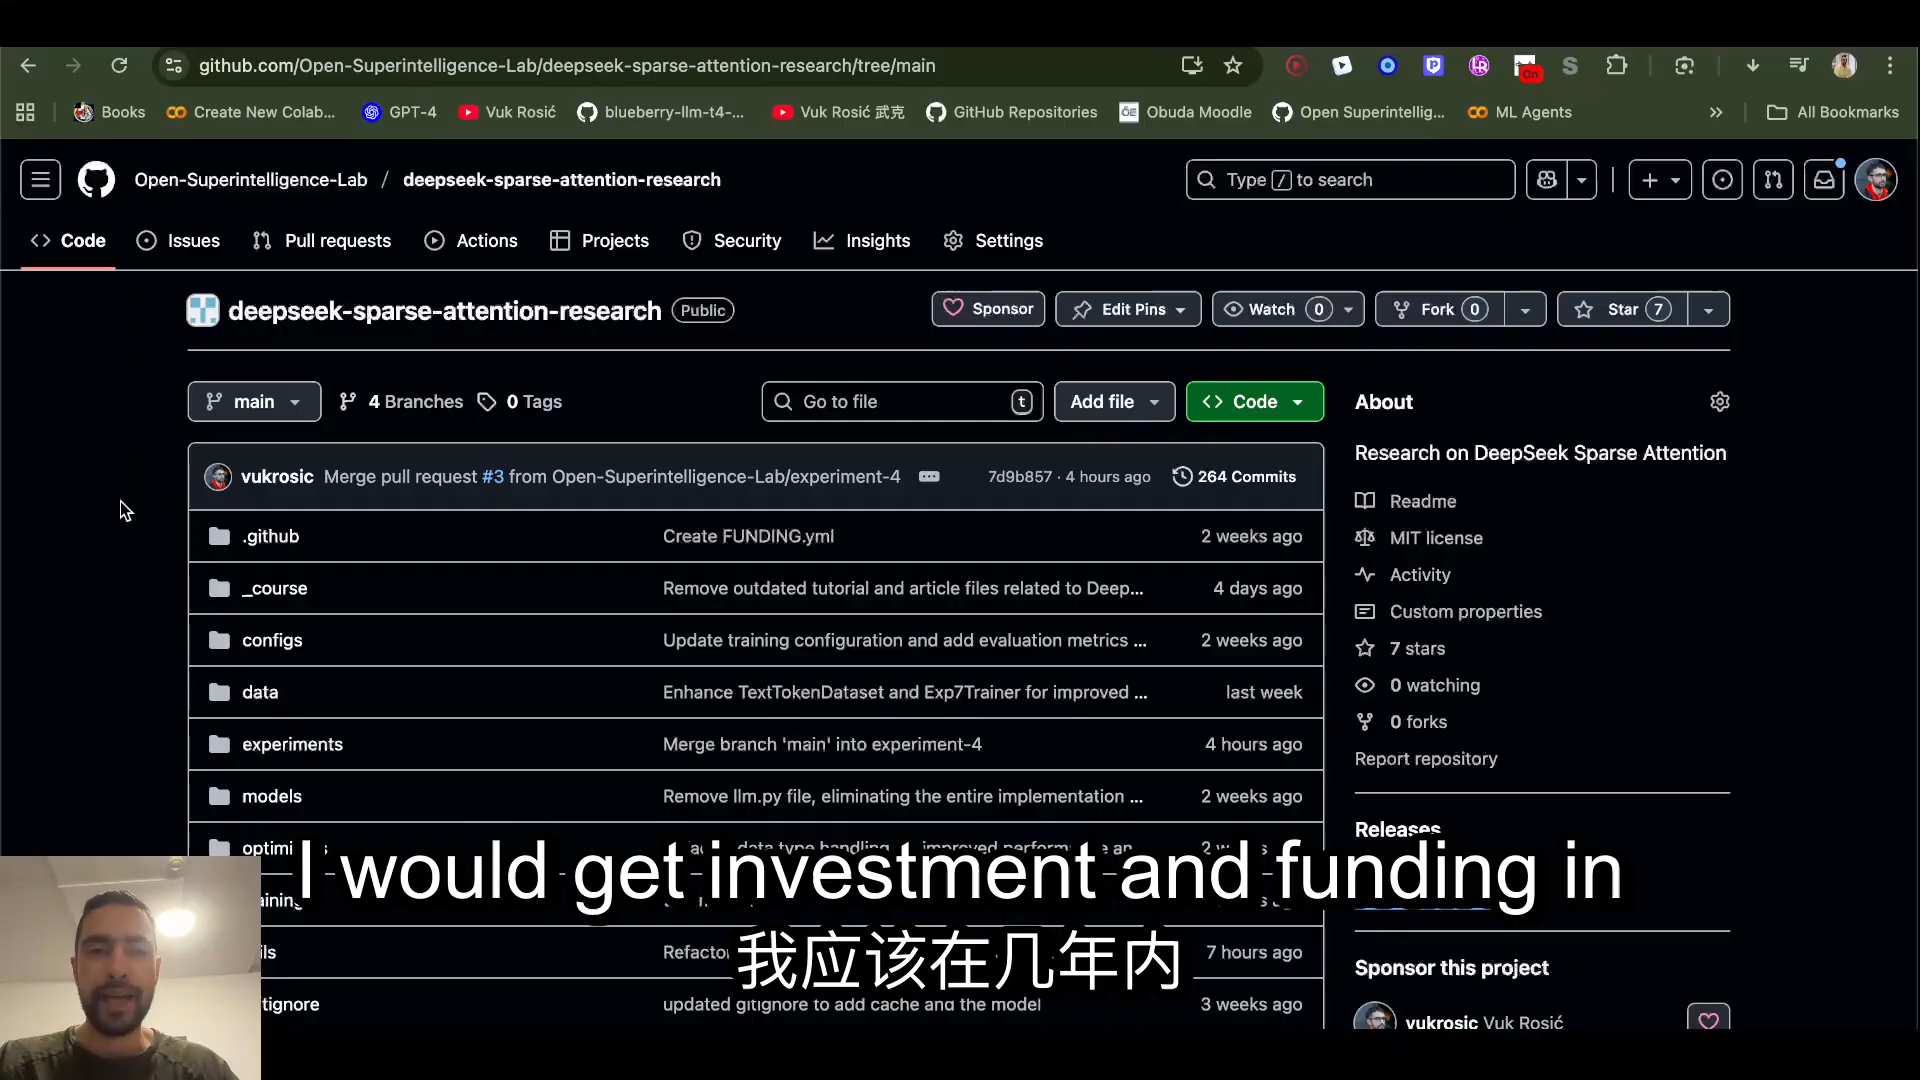 github.com/Open-Superintelligence-Lab/deepseek-sparse-attention-research/tree/main
On
Books
Create New Colab...
GPT-4
Vuk Rosić
blueberry-llm-t4-...
Vuk Rosić 武克
GitHub Repositories
Obuda Moodle
Open Superintellig...
ML Agents
All Bookmarks
Open-Superintelligence-Lab / deepseek-sparse-attention-research
Type / to search
Code
Issues
Pull requests
Actions
Projects
Security
Insights
Settings
deepseek-sparse-attention-research Public
Sponsor
Edit Pins
Watch 0
Fork 0
Star 7
main
4 Branches
0 Tags
Go to file t
Add file
Code
vukrosic Merge pull request #3 from Open-Superintelligence-Lab/experiment-4
7d9b857 · 4 hours ago
264 Commits
.github Create FUNDING.yml 2 weeks ago
_course Remove outdated tutorial and article files related to Deep... 4 days ago
configs Update training configuration and add evaluation metrics ... 2 weeks ago
data Enhance TextTokenDataset and Exp7Trainer for improved ... last week
experiments Merge branch 'main' into experiment-4 4 hours ago
models Remove llm.py file, eliminating the entire implementation ... 2 weeks ago
7 hours ago
updated gitignore to add cache and the model 3 weeks ago
About
Research on DeepSeek Sparse Attention
Readme
MIT license
Activity
Custom properties
7 stars
0 watching
0 forks
Report repository
Releases
Sponsor this project
vukrosic Vuk Rosić
I would get investment and funding in
我应该在几年内